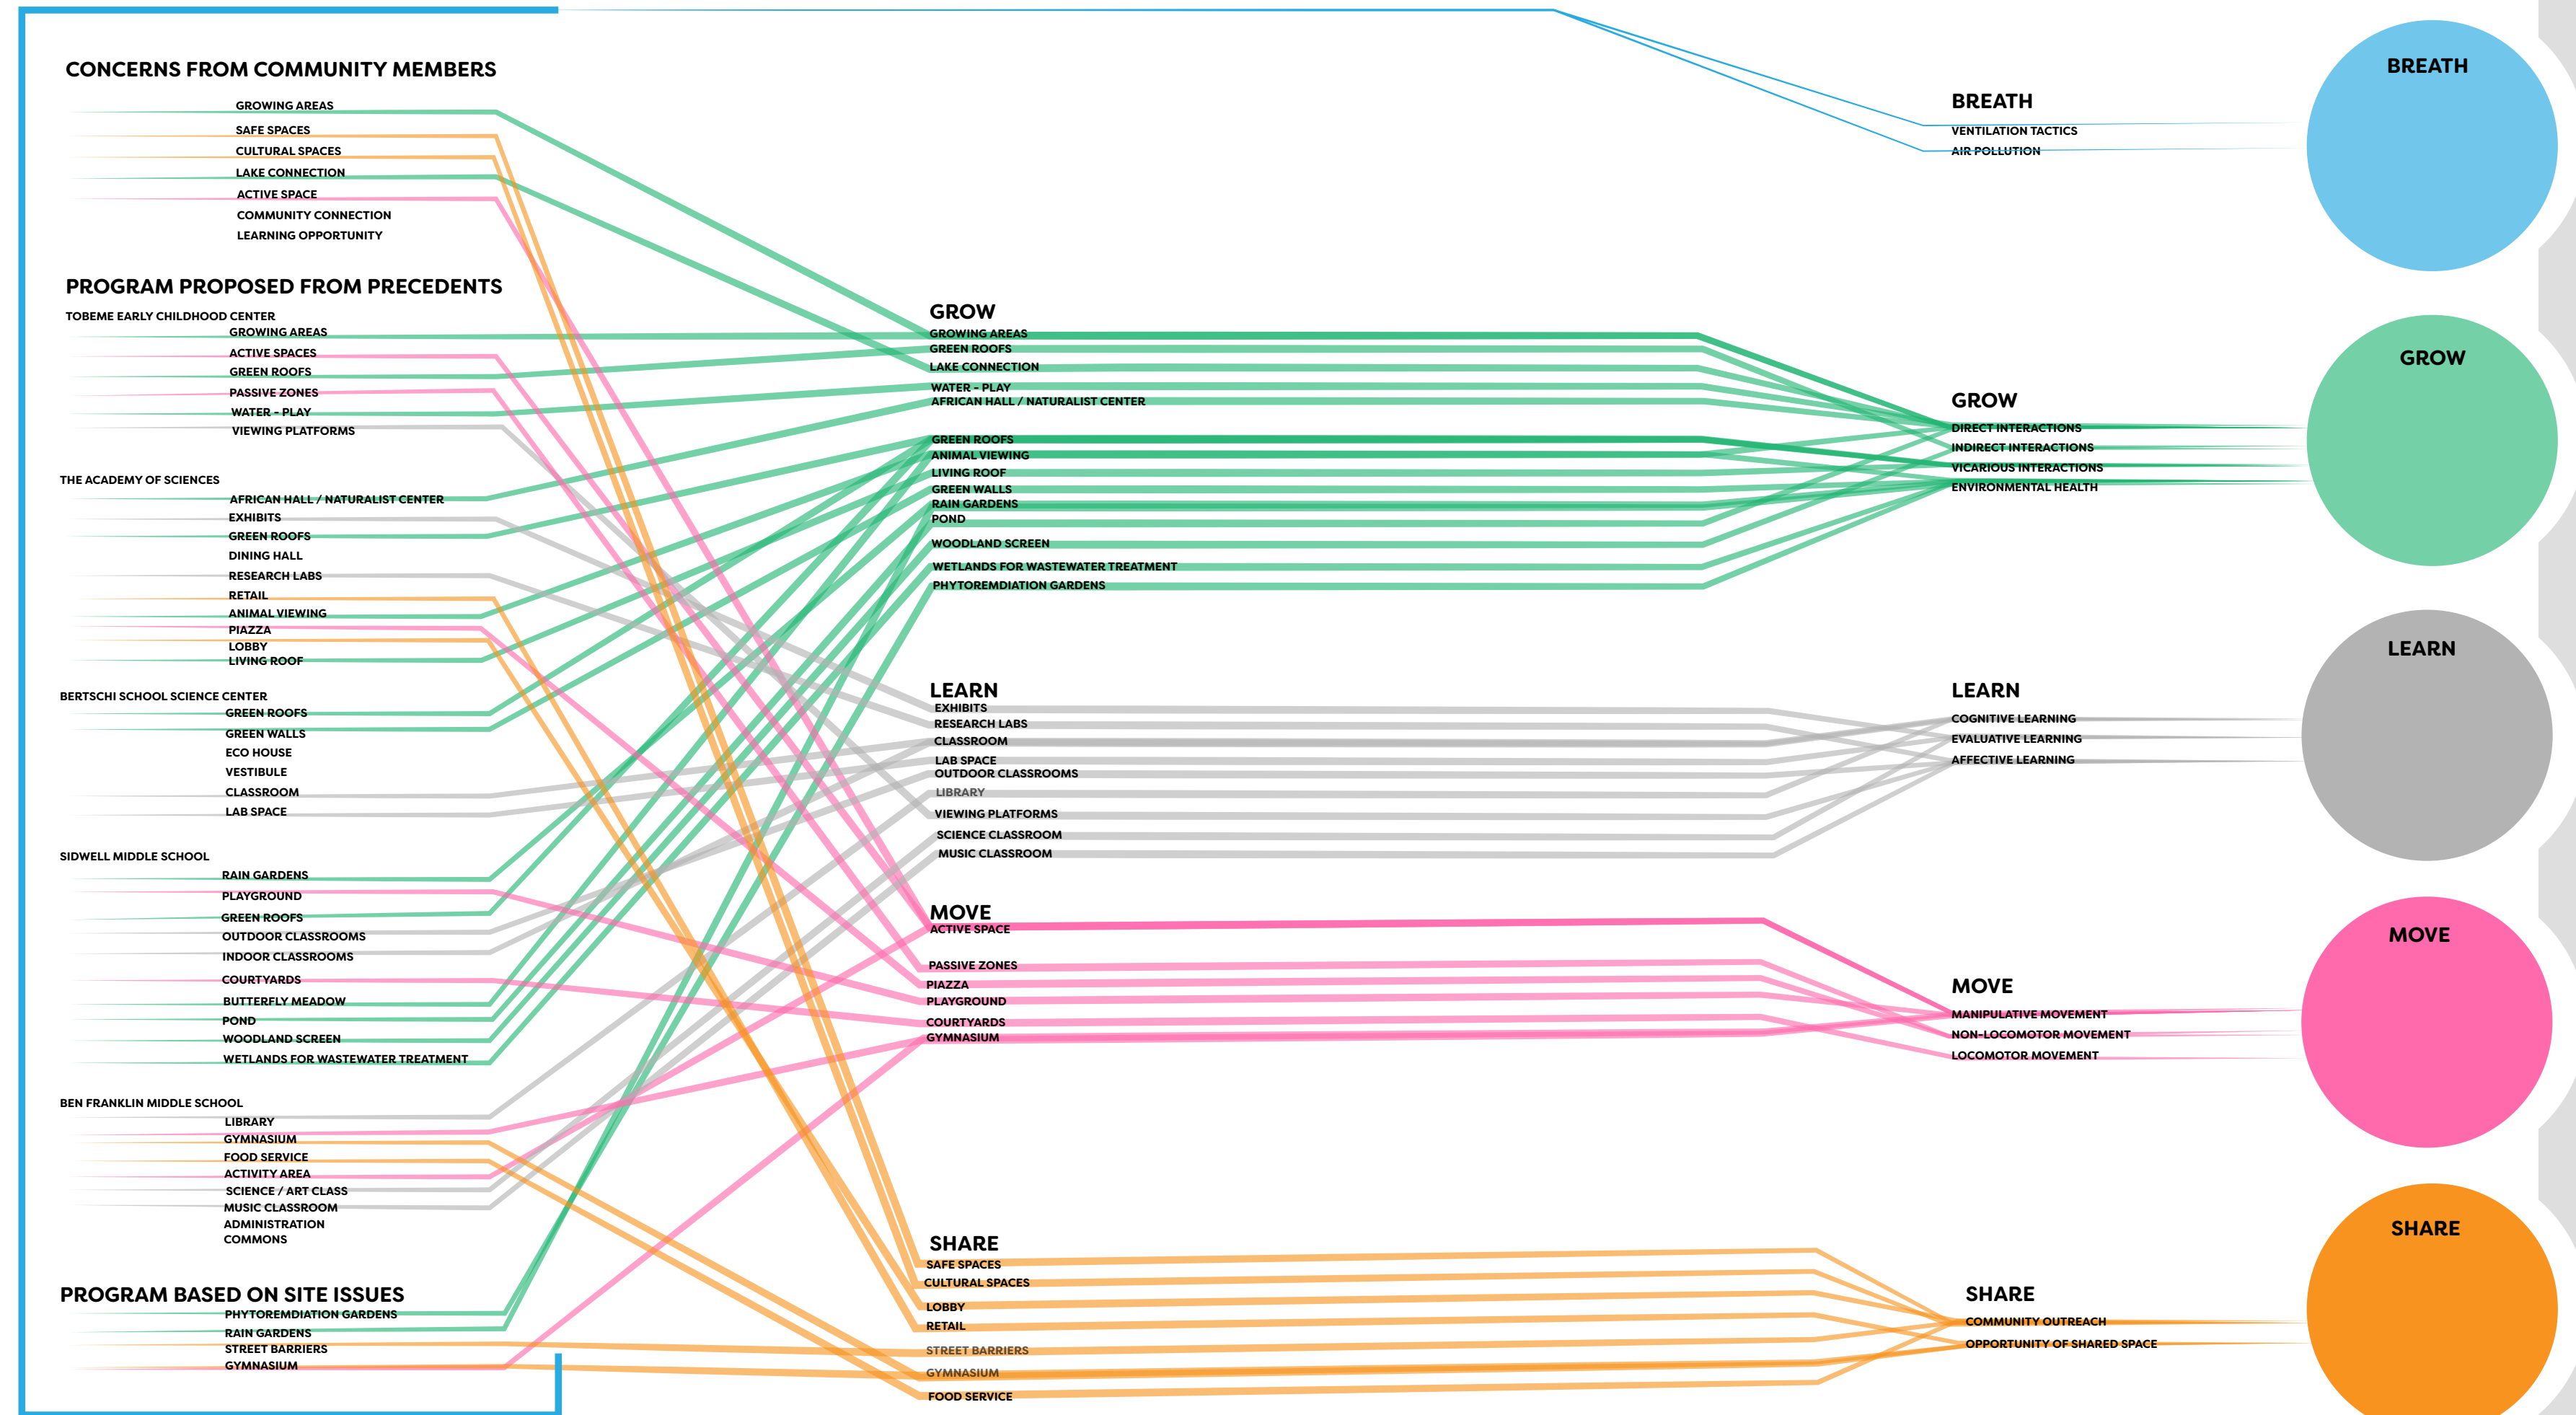 CONCERNS FROM COMMUNITY MEMBERS
GROWING AREAS
SAFE SPACES
CULTURAL SPACES
LAKE CONNECTION
ACTIVE SPACE
COMMUNITY CONNECTION
LEARNING OPPORTUNITY
PROGRAM PROPOSED FROM PRECEDENTS
TOBEME EARLY CHILDHOOD CENTER
GROWING AREAS
ACTIVE SPACES
GREEN ROOFS
PASSIVE ZONES
WATER - PLAY
VIEWING PLATFORMS
THE ACADEMY OF SCIENCES
AFRICAN HALL / NATURALIST CENTER
EXHIBITS
GREEN ROOFS
DINING HALL
RESEARCH LABS
RETAIL
ANIMAL VIEWING
PIAZZA
LOBBY
LIVING ROOF
BERTSCHI SCHOOL SCIENCE CENTER
GREEN ROOFS
GREEN WALLS
ECO HOUSE
VESTIBULE
CLASSROOM
LAB SPACE
SIDWELL MIDDLE SCHOOL
RAIN GARDENS
PLAYGROUND
GREEN ROOFS
OUTDOOR CLASSROOMS
INDOOR CLASSROOMS
COURTYARDS
BUTTERFLY MEADOW
POND
WOODLAND SCREEN
WETLANDS FOR WASTEWATER TREATMENT
BEN FRANKLIN MIDDLE SCHOOL
LIBRARY
GYMNASIUM
FOOD SERVICE
ACTIVITY AREA
SCIENCE / ART CLASS
MUSIC CLASSROOM
ADMINISTRATION
COMMONS
PROGRAM BASED ON SITE ISSUES
PHYTOREMDIATION GARDENS
RAIN GARDENS
STREET BARRIERS
GYMNASIUM
GROW
GROWING AREAS
GREEN ROOFS
LAKE CONNECTION
WATER - PLAY
AFRICAN HALL / NATURALIST CENTER
GREEN ROOFS
ANIMAL VIEWING
LIVING ROOF
GREEN WALLS
RAIN GARDENS
POND
WOODLAND SCREEN
WETLANDS FOR WASTEWATER TREATMENT
PHYTOREMDIATION GARDENS
LEARN
EXHIBITS
RESEARCH LABS
CLASSROOM
LAB SPACE
OUTDOOR CLASSROOMS
LIBRARY
VIEWING PLATFORMS
SCIENCE CLASSROOM
MUSIC CLASSROOM
MOVE
ACTIVE SPACE
PASSIVE ZONES
PIAZZA
PLAYGROUND
COURTYARDS
GYMNASIUM
SHARE
SAFE SPACES
CULTURAL SPACES
LOBBY
RETAIL
STREET BARRIERS
GYMNASIUM
FOOD SERVICE
BREATH
VENTILATION TACTICS
AIR POLLUTION
GROW
DIRECT INTERACTIONS
INDIRECT INTERACTIONS
VICARIOUS INTERACTIONS
ENVIRONMENTAL HEALTH
LEARN
COGNITIVE LEARNING
EVALUATIVE LEARNING
AFFECTIVE LEARNING
MOVE
MANIPULATIVE MOVEMENT
NON-LOCOMOTOR MOVEMENT
LOCOMOTOR MOVEMENT
SHARE
COMMUNITY OUTREACH
OPPORTUNITY OF SHARED SPACE
BREATH
GROW
LEARN
MOVE
SHARE